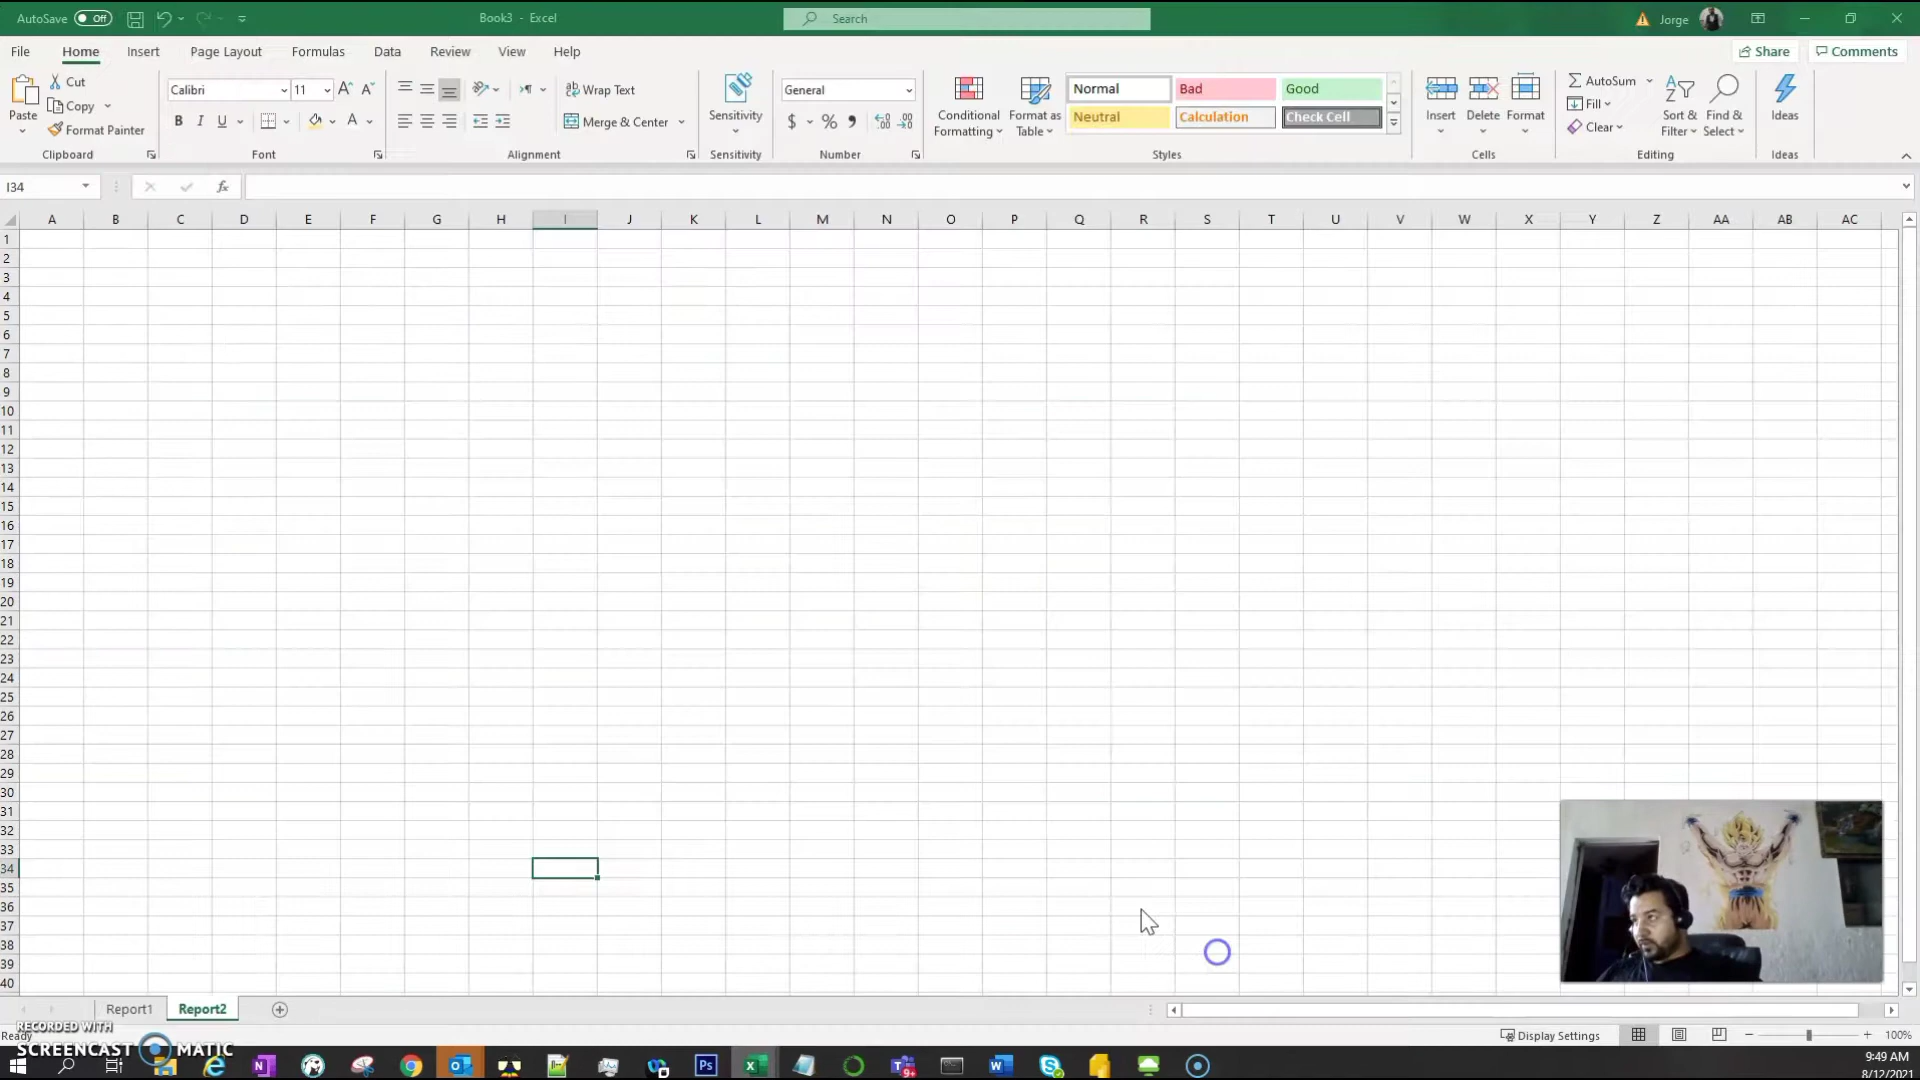 AutoSave Off Book3 - Excel Search Jorge
File Home Insert Page Layout Formulas Data Review View Help Share Comments
Paste Cut Copy Format Painter Clipboard
Calibri 11 B I U A Font
Wrap Text Merge & Center Alignment
Sensitivity Sensitivity
General $ % Number
Conditional Formatting Format as Table
Normal Bad Good
Neutral Calculation Check Cell
Styles
Insert Delete Format Cells
AutoSum Fill Clear Sort & Filter Find & Select Editing
Ideas Ideas
I34 fx
A B C D E F G H I J K L M N O P Q R S T U V W X Y Z AA AB AC
1
2
3
4
5
6
7
8
9
10
11
12
13
14
15
16
17
18
19
20
21
22
23
24
25
26
27
28
29
30
31
32
33
34
35
36
37
38
39
40
Report1 Report2
RECORDED WITH
Ready Display Settings 100%
SCREENCAST MATIC
9:49 AM
8/12/2021